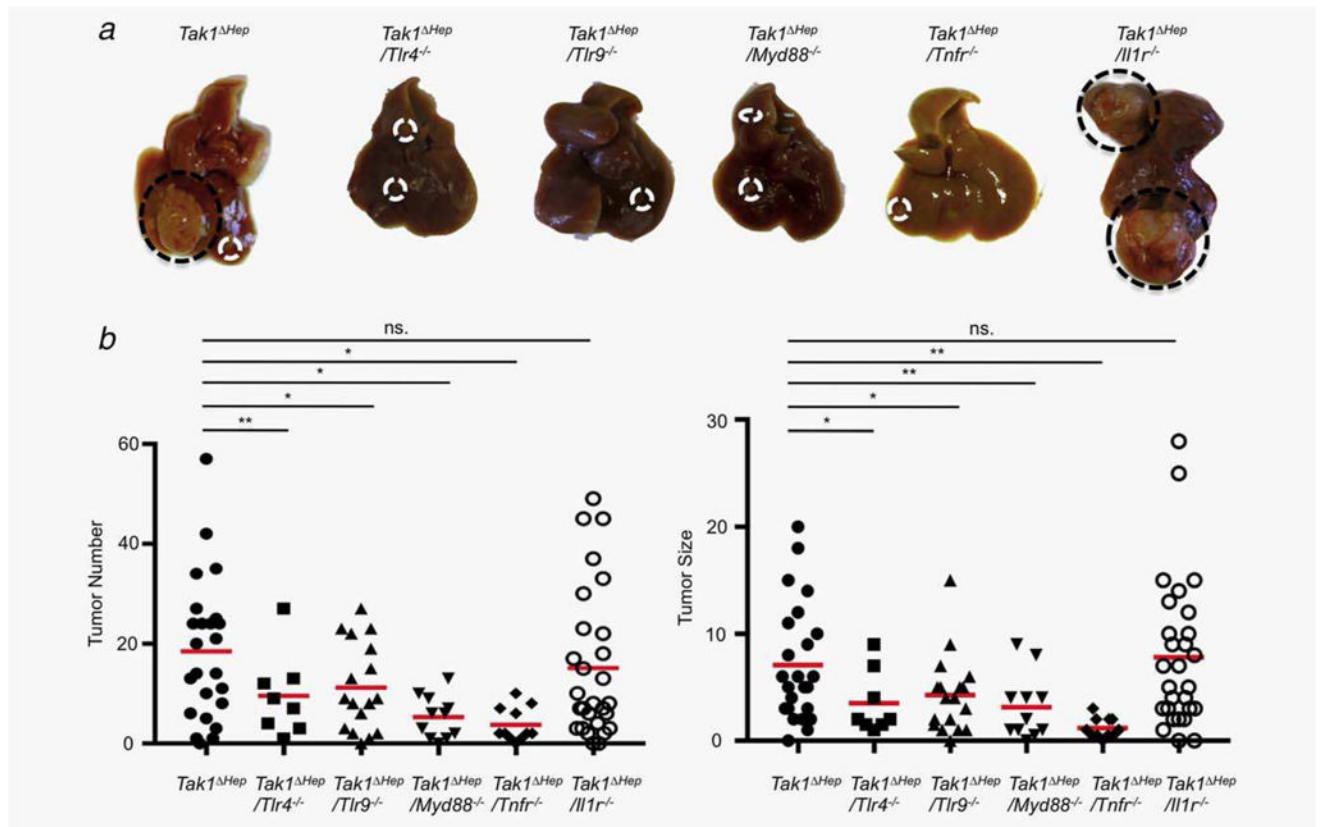 a
Tak1ΔHep
Tak1ΔHep
/Tlr4-/-
Tak1ΔHep
/Tlr9-/-
Tak1ΔHep
/Myd88-/-
Tak1ΔHep
/Tnfr-/-
Tak1ΔHep
/Il1r-/-
b
ns.
*
*
*
**
Tumor Number
60
40
20
0
Tak1ΔHep
Tak1ΔHep
/Tlr4-/-
Tak1ΔHep
/Tlr9-/-
Tak1ΔHep
/Myd88-/-
Tak1ΔHep
/Tnfr-/-
Tak1ΔHep
/Il1r-/-
ns.
**
**
*
*
Tumor Size
30
20
10
0
Tak1ΔHep
Tak1ΔHep
/Tlr4-/-
Tak1ΔHep
/Tlr9-/-
Tak1ΔHep
/Myd88-/-
Tak1ΔHep
/Tnfr-/-
Tak1ΔHep
/Il1r-/-